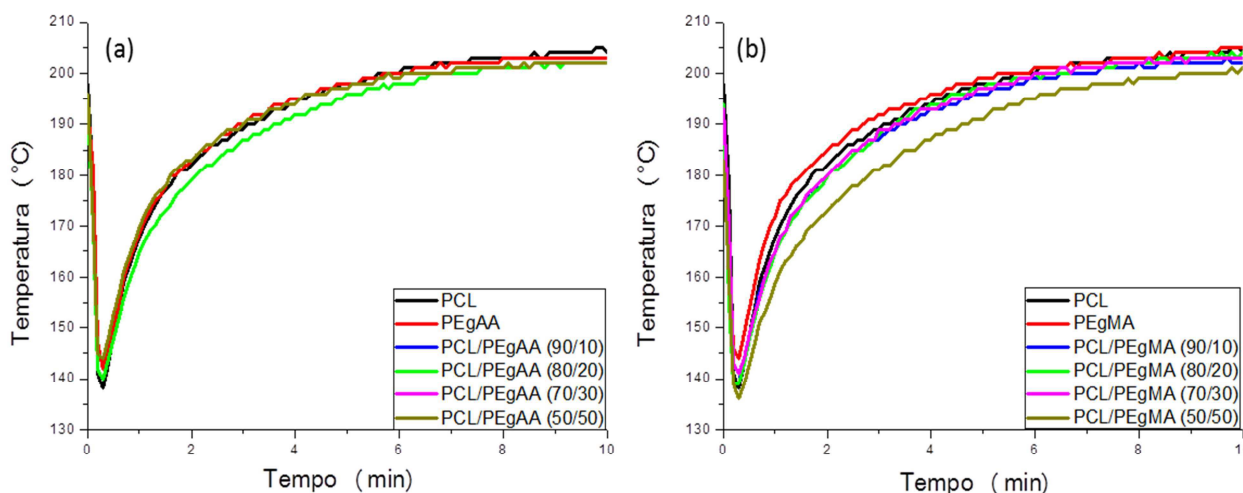 (a)
210
200
190
180
170
160
150
140
130
Temperatura (°C)
0
2
4
6
8
10
Tempo (min)
PCL
PEgAA
PCL/PEgAA (90/10)
PCL/PEgAA (80/20)
PCL/PEgAA (70/30)
PCL/PEgAA (50/50)
(b)
210
200
190
180
170
160
150
140
130
Temperatura (°C)
0
2
4
6
8
Tempo (min)
PCL
PEgMA
PCL/PEgMA (90/10)
PCL/PEgMA (80/20)
PCL/PEgMA (70/30)
PCL/PEgMA (50/50)